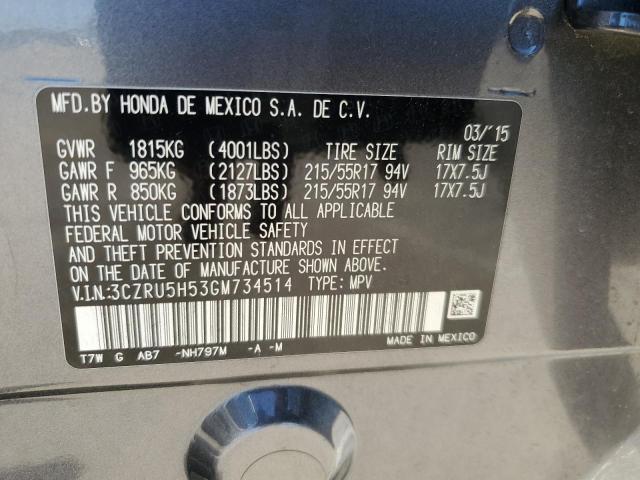 MFD.BY HONDA DE MEXICO S.A. DE C.V.
03/'15
GVWR 1815KG (4001LBS) TIRE SIZE RIM SIZE
GAWR F 965KG (2127LBS) 215/55R17 94V 17X7.5J
GAWR R 850KG (1873LBS) 215/55R17 94V 17X7.5J
THIS VEHICLE CONFORMS TO ALL APPLICABLE
FEDERAL MOTOR VEHICLE SAFETY
AND THEFT PREVENTION STANDARDS IN EFFECT
ON THE DATE OF MANUFACTURE SHOWN ABOVE.
V.I.N.:3CZRU5H53GM734514 TYPE: MPV
T7W G AB7 -NH797M -A -M MADE IN MEXICO